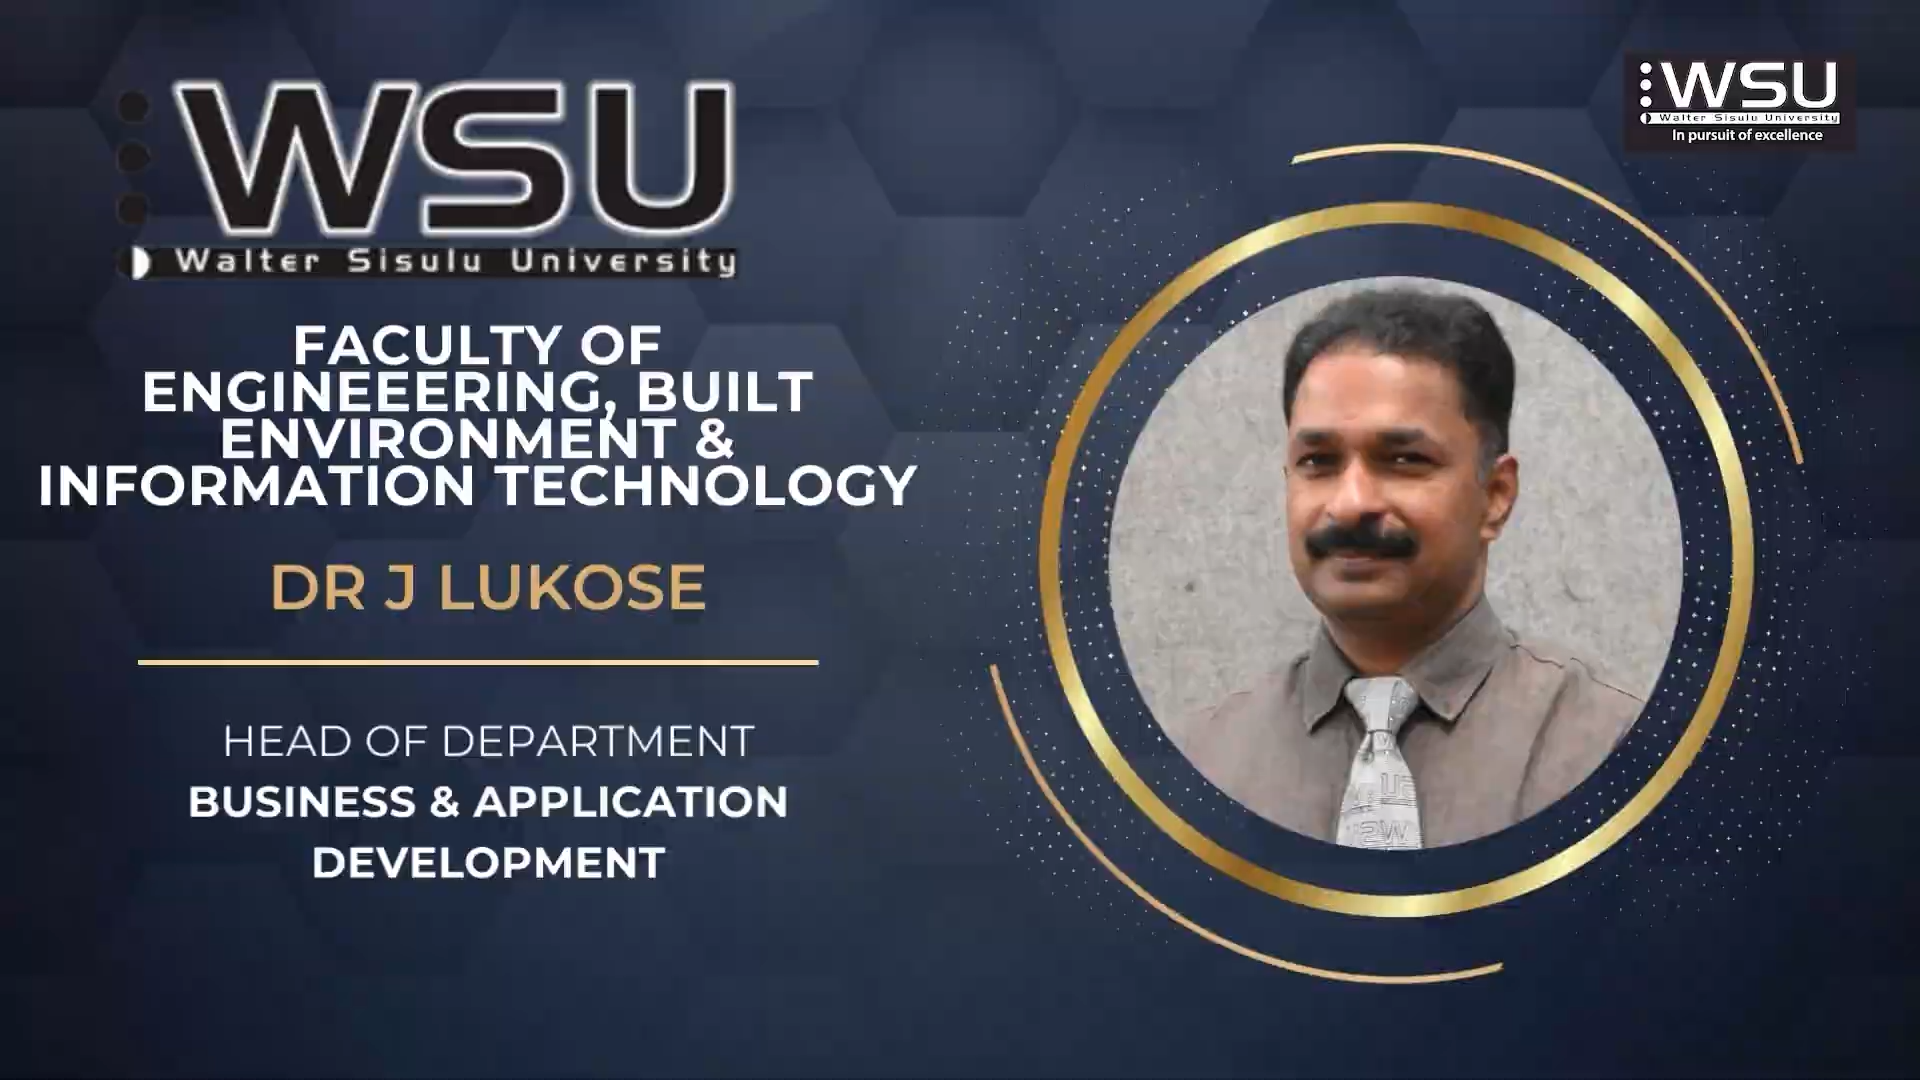 WSU
Walter Sisulu University
FACULTY OF
ENGINEEERING, BUILT
ENVIRONMENT &
INFORMATION TECHNOLOGY
DR J LUKOSE
HEAD OF DEPARTMENT
BUSINESS & APPLICATION
DEVELOPMENT
WSU
Walter Sisulu University
In pursuit of excellence